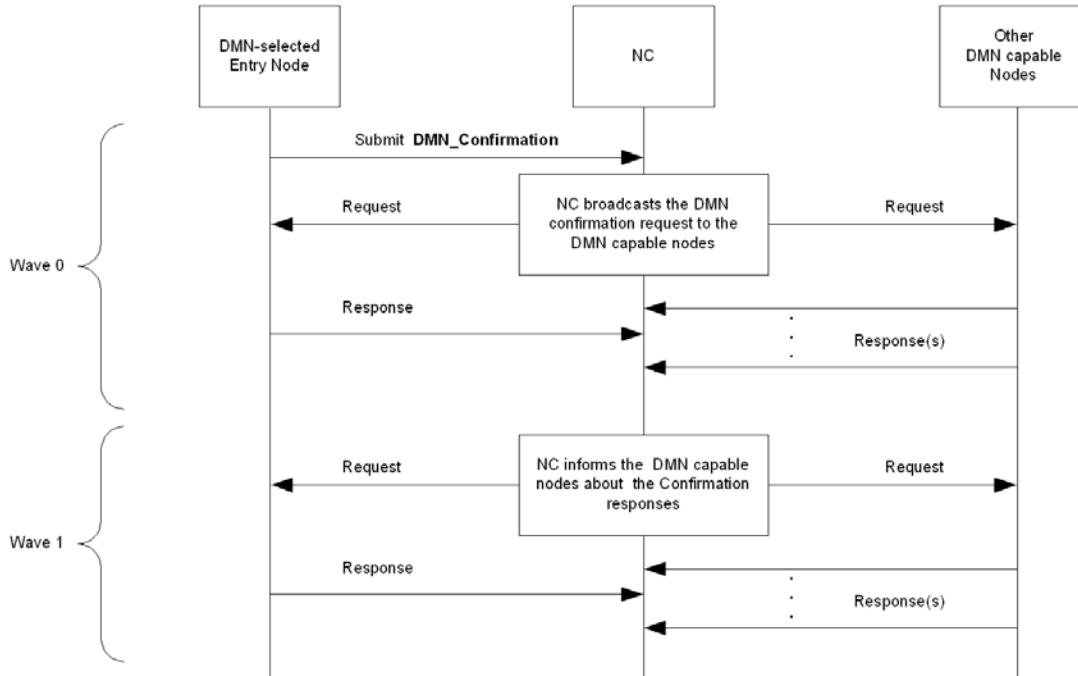 DMN-selected
Entry Node
NC
Other
DMN capable
Nodes
Submit DMN_Confirmation
Request
NC broadcasts the DMN
confirmation request to the
DMN capable nodes
Request
Wave 0
Response
Response(s)
Request
NC informs the DMN capable
nodes about the Confirmation
responses
Request
Wave 1
Response
Response(s)